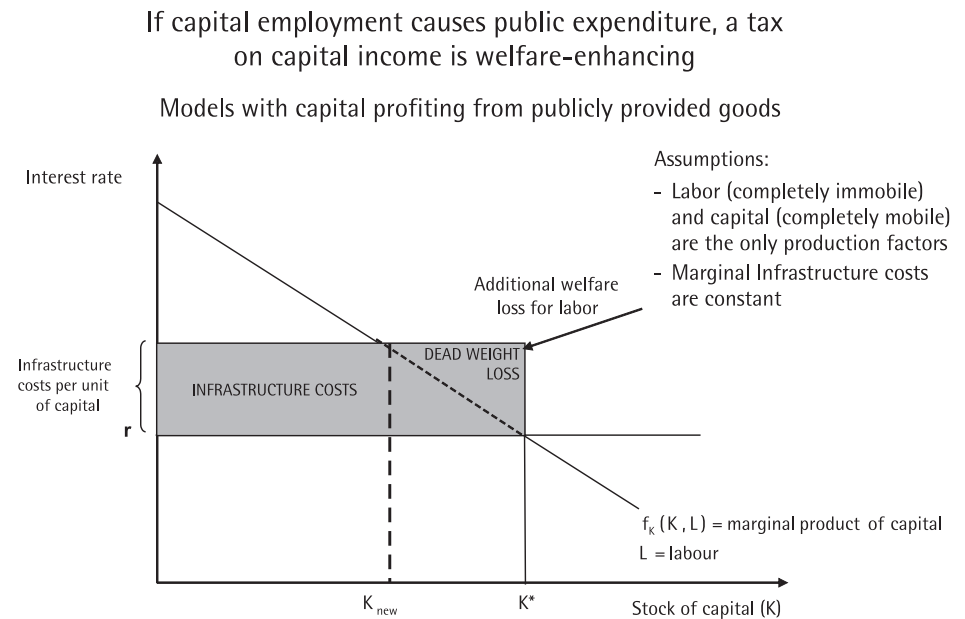 If capital employment causes public expenditure, a tax
on capital income is welfare-enhancing
Models with capital profiting from publicly provided goods
Assumptions:
- Labor (completely immobile)
and capital (completely mobile)
are the only production factors
- Marginal Infrastructure costs
are constant
Interest rate
Additional welfare
loss for labor
DEAD WEIGHT
LOSS
Infrastructure
costs per unit
of capital
INFRASTRUCTURE COSTS
r
f_K (K , L) = marginal product of capital
L = labour
K new
K*
Stock of capital (K)